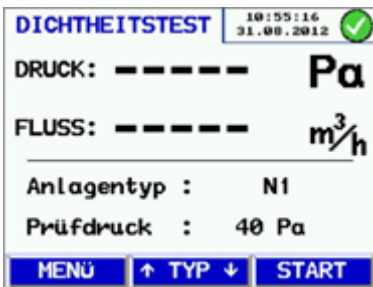 DICHTHEITSTEST 10:55:16
31.08.2012
DRUCK: ----- Pa
FLUSS: ----- m³/h
Anlagentyp : N1
Prüfdruck : 40 Pa
MENÜ ↑ TYP ↓ START